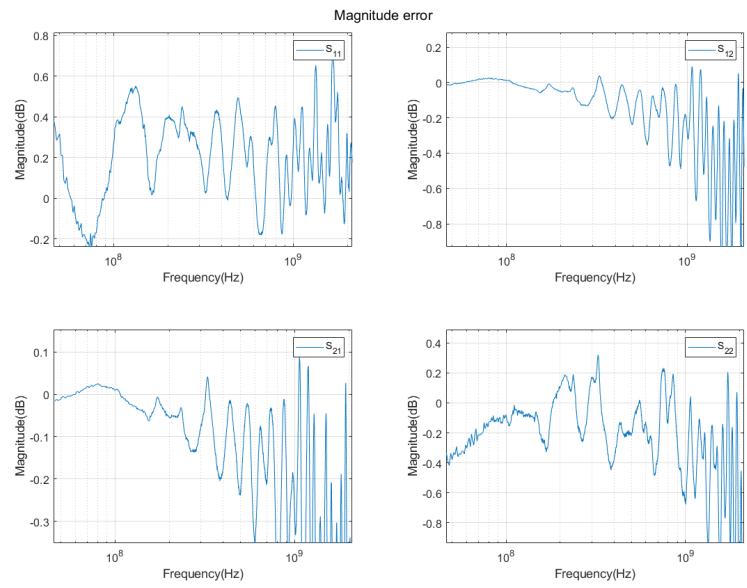 Magnitude error
0.8
0.6
0.4
0.2
0
-0.2
Magnitude(dB)
S11
10^8
10^9
Frequency(Hz)
0.2
0
-0.2
-0.4
-0.6
-0.8
Magnitude(dB)
S12
10^8
10^9
Frequency(Hz)
0.1
0
-0.1
-0.2
-0.3
Magnitude(dB)
S21
10^8
10^9
Frequency(Hz)
0.4
0.2
0
-0.2
-0.4
-0.6
-0.8
Magnitude(dB)
S22
10^8
10^9
Frequency(Hz)